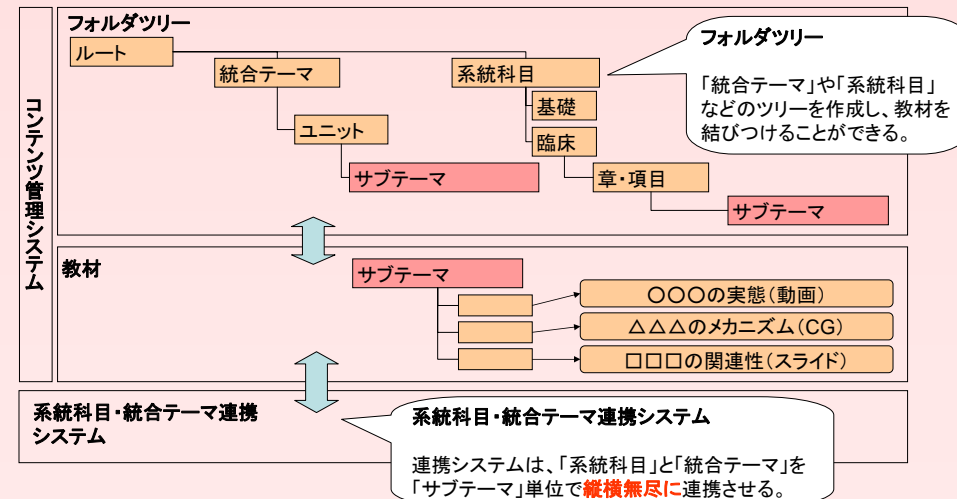 コンテンツ管理システム
フォルダツリー
ルート
統合テーマ
系統科目
基礎
ユニット
臨床
サブテーマ
章・項目
サブテーマ
フォルダツリー
「統合テーマ」や「系統科目」
などのツリーを作成し、教材を
結びつけることができる。
教材
サブテーマ
〇〇〇の実態(動画)
△△△のメカニズム(CG)
□□□の関連性(スライド)
系統科目・統合テーマ連携
システム
系統科目・統合テーマ連携システム
連携システムは、「系統科目」と「統合テーマ」を
「サブテーマ」単位で縦横無尽に連携させる。